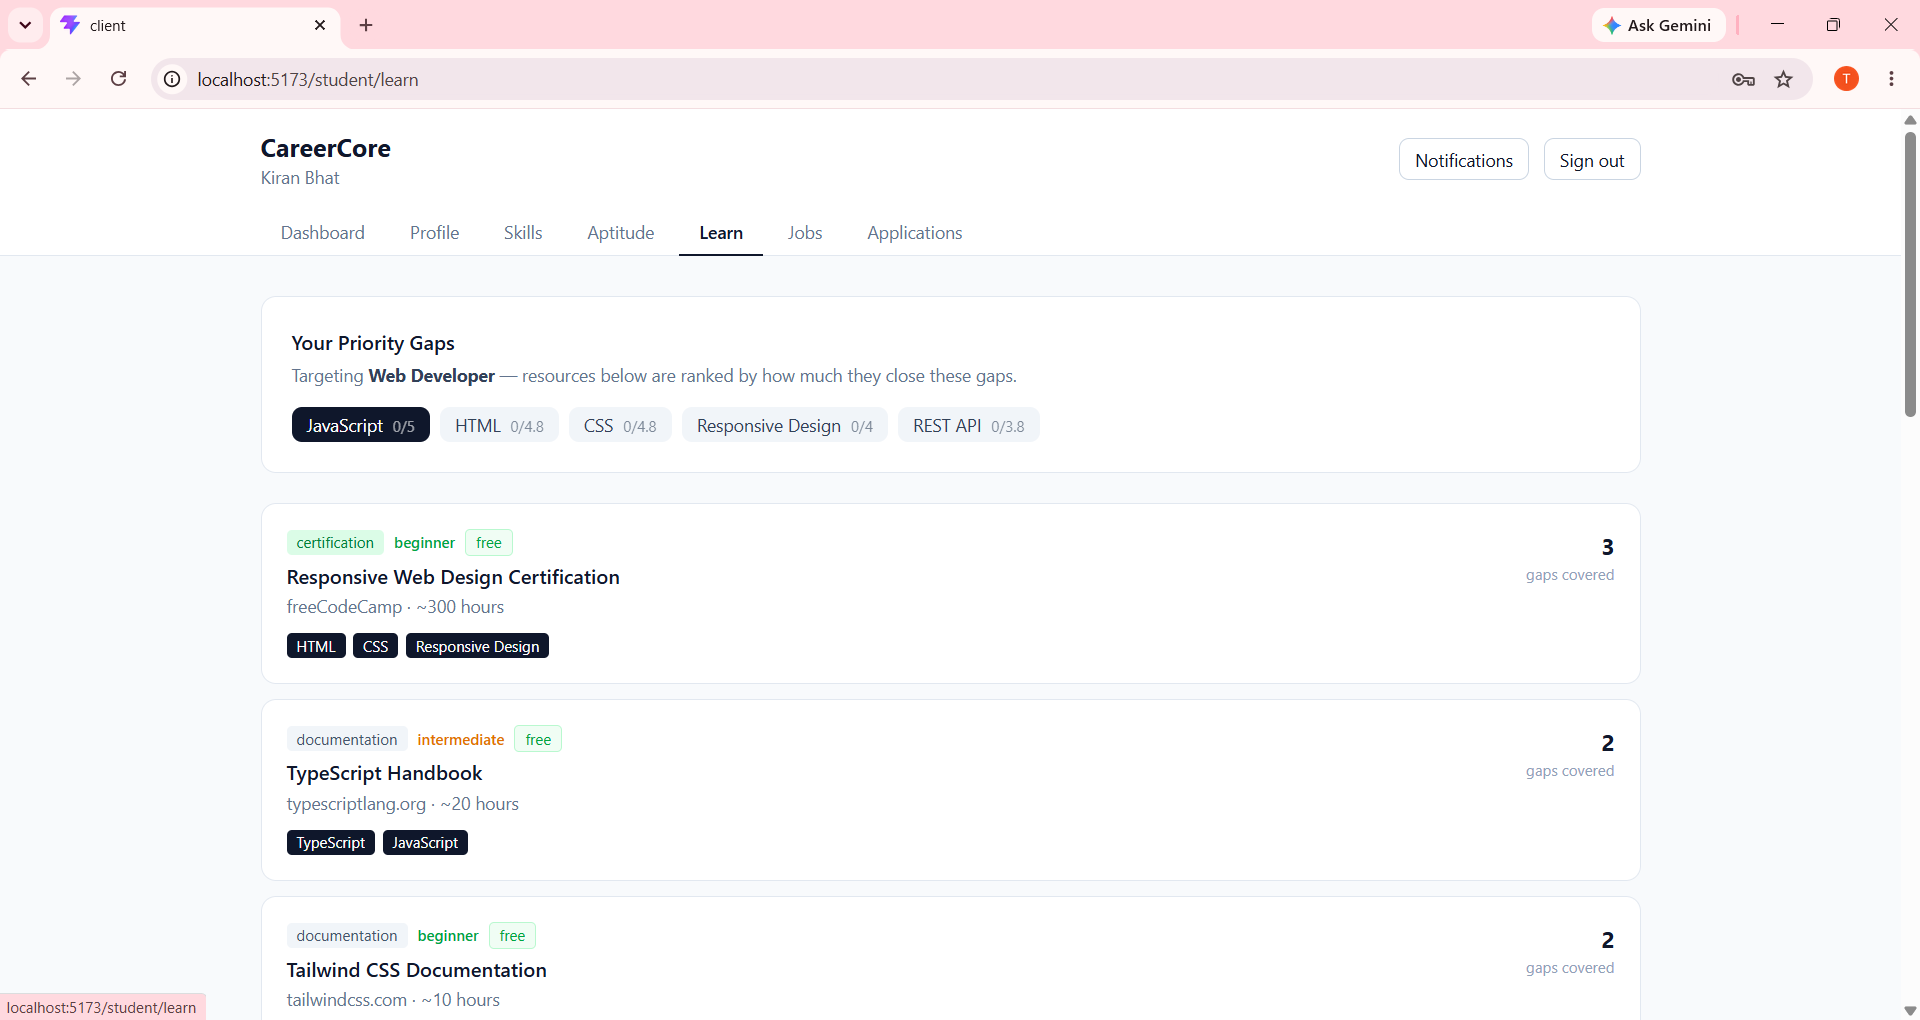 client
Ask Gemini
localhost:5173/student/learn
T
CareerCore
Kiran Bhat
Notifications
Sign out
Dashboard Profile Skills Aptitude Learn Jobs Applications
Your Priority Gaps
Targeting Web Developer — resources below are ranked by how much they close these gaps.
JavaScript 0/5 HTML 0/4.8 CSS 0/4.8 Responsive Design 0/4 REST API 0/3.8
certification beginner free
3
gaps covered
Responsive Web Design Certification
freeCodeCamp · ~300 hours
HTML CSS Responsive Design
documentation intermediate free
2
gaps covered
TypeScript Handbook
typescriptlang.org · ~20 hours
TypeScript JavaScript
documentation beginner free
2
gaps covered
Tailwind CSS Documentation
tailwindcss.com · ~10 hours
localhost:5173/student/learn